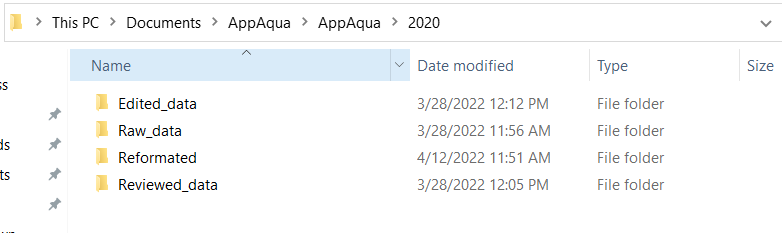 This PC > Documents > AppAqua > AppAqua > 2020
Name Date modified Type Size
Edited_data 3/28/2022 12:12 PM File folder
ss
Raw_data 3/28/2022 11:56 AM File folder
ds
Reformated 4/12/2022 11:51 AM File folder
ts
Reviewed_data 3/28/2022 12:05 PM File folder